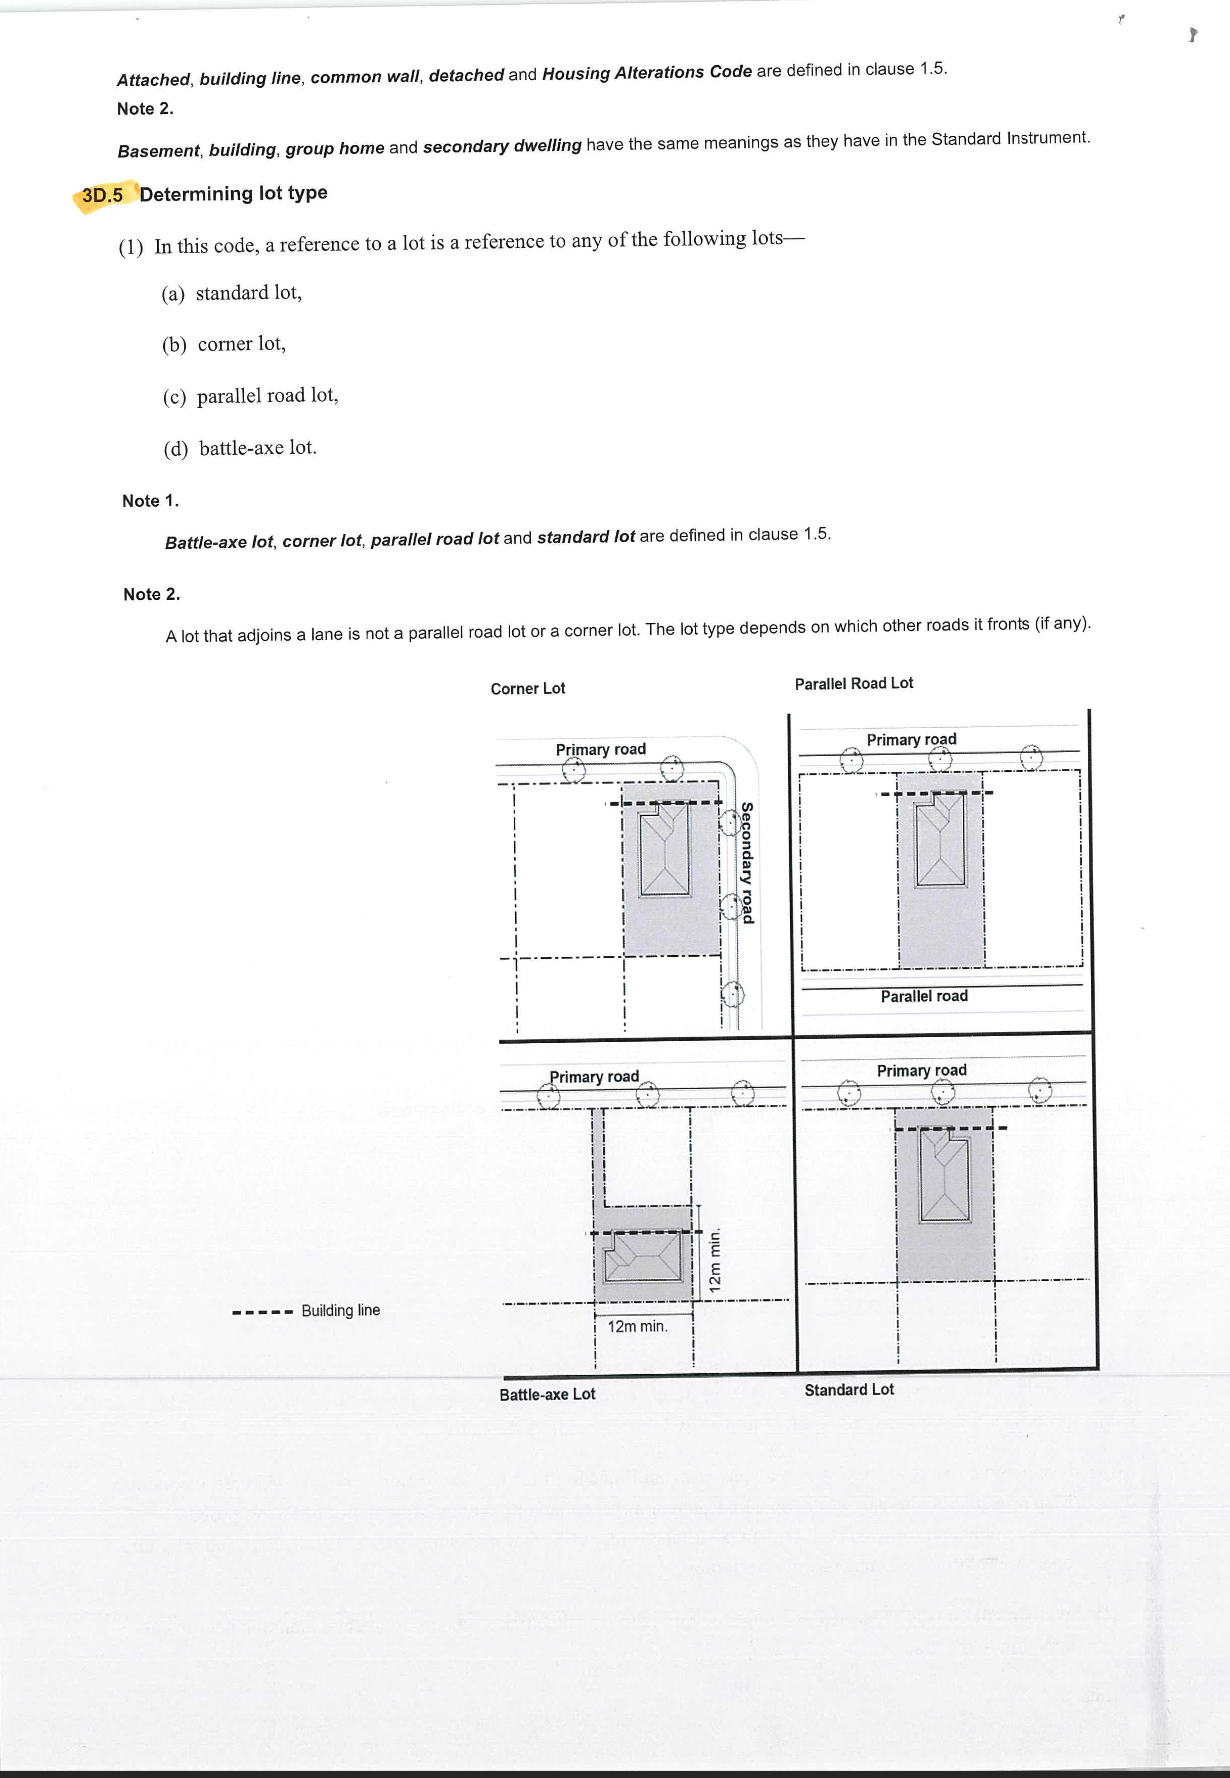 Attached, building line, common wall, detached and Housing Alterations Code are defined in clause 1.5.
Note 2.
Basement, building, group home and secondary dwelling have the same meanings as they have in the Standard Instrument.
3D.5 Determining lot type
(1) In this code, a reference to a lot is a reference to any of the following lots—
(a) standard lot,
(b) corner lot,
(c) parallel road lot,
(d) battle-axe lot.
Note 1.
Battle-axe lot, corner lot, parallel road lot and standard lot are defined in clause 1.5.
Note 2.
A lot that adjoins a lane is not a parallel road lot or a corner lot. The lot type depends on which other roads it fronts (if any).
Corner Lot
Parallel Road Lot
Primary road
Secondary road
Primary road
Parallel road
Primary road
12m min.
12m min.
Primary road
Building line
Battle-axe Lot
Standard Lot